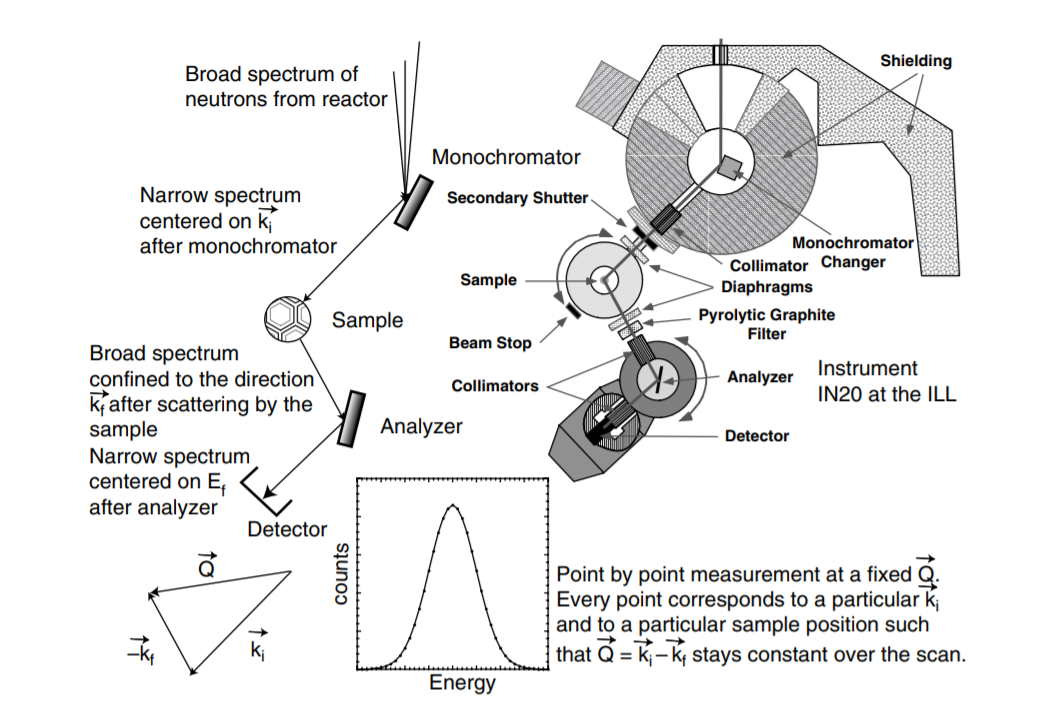 Broad spectrum of
neutrons from reactor
Monochromator
Narrow spectrum
centered on k⃗i
after monochromator
Sample
Broad spectrum
confined to the direction
k⃗f after scattering by the
sample
Analyzer
Narrow spectrum
centered on Ef
after analyzer
Detector
Shielding
Secondary Shutter
Monochromator
Changer
Collimator
Diaphragms
Sample
Pyrolytic Graphite
Filter
Beam Stop
Collimators
Analyzer
Instrument
IN20 at the ILL
Detector
Q⃗
–k⃗f
k⃗i
counts
Energy
Point by point measurement at a fixed Q⃗.
Every point corresponds to a particular k⃗i
and to a particular sample position such
that Q⃗ = k⃗i – k⃗f stays constant over the scan.